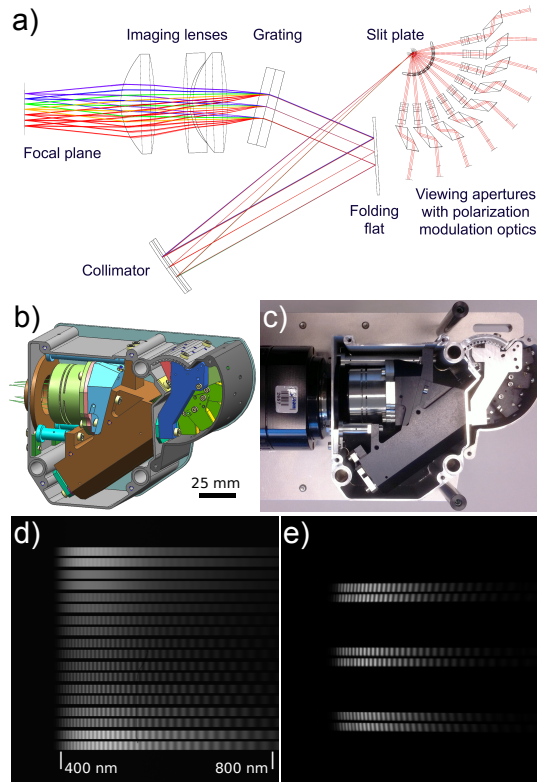 a)
Imaging lenses
Grating
Slit plate
Focal plane
Viewing apertures
with polarization
modulation optics
Folding
flat
Collimator
b)
c)
25 mm
d)
e)
400 nm
800 nm